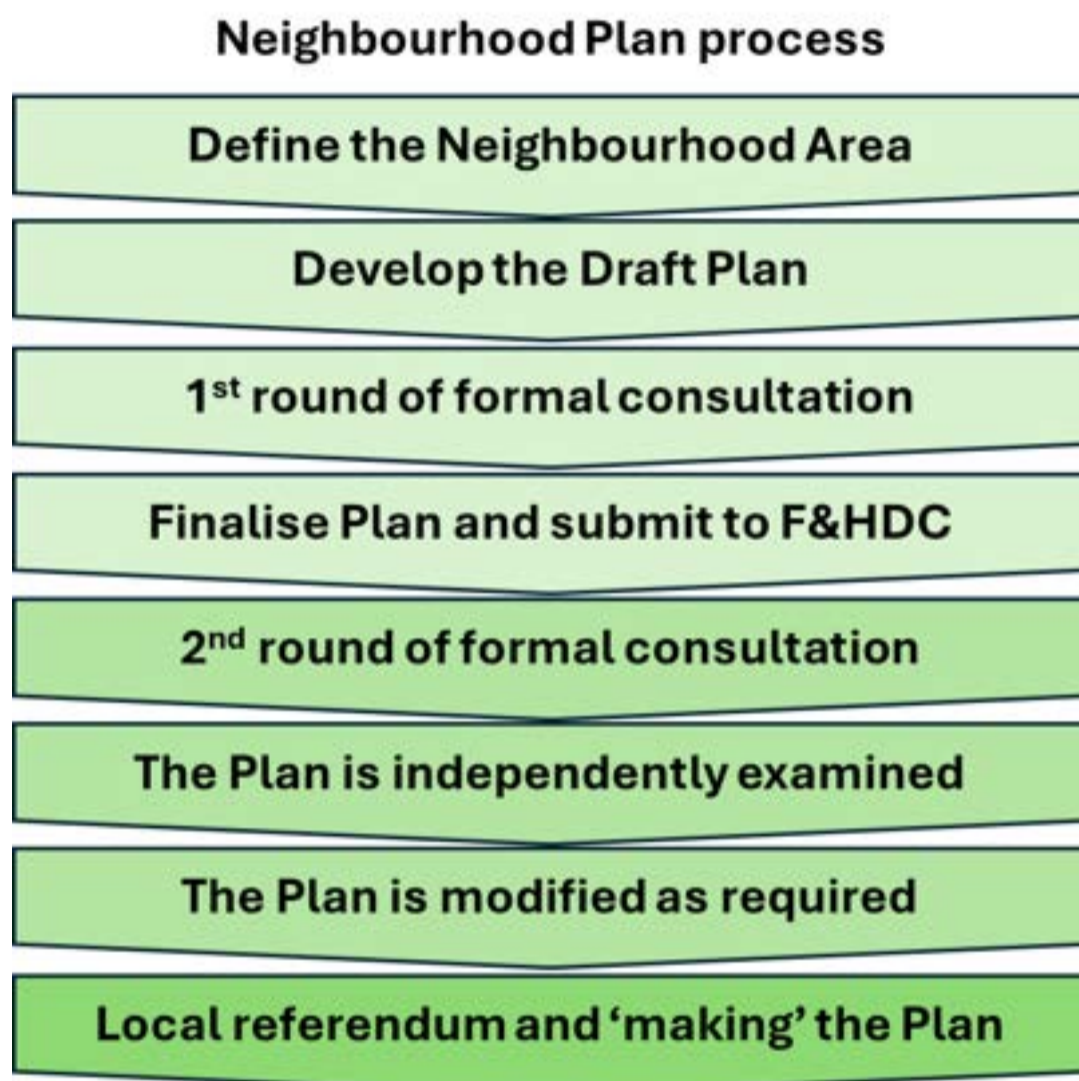 Neighbourhood Plan process
Define the Neighbourhood Area
Develop the Draft Plan
1st round of formal consultation
Finalise Plan and submit to F&HDC
2nd round of formal consultation
The Plan is independently examined
The Plan is modified as required
Local referendum and ‘making’ the Plan